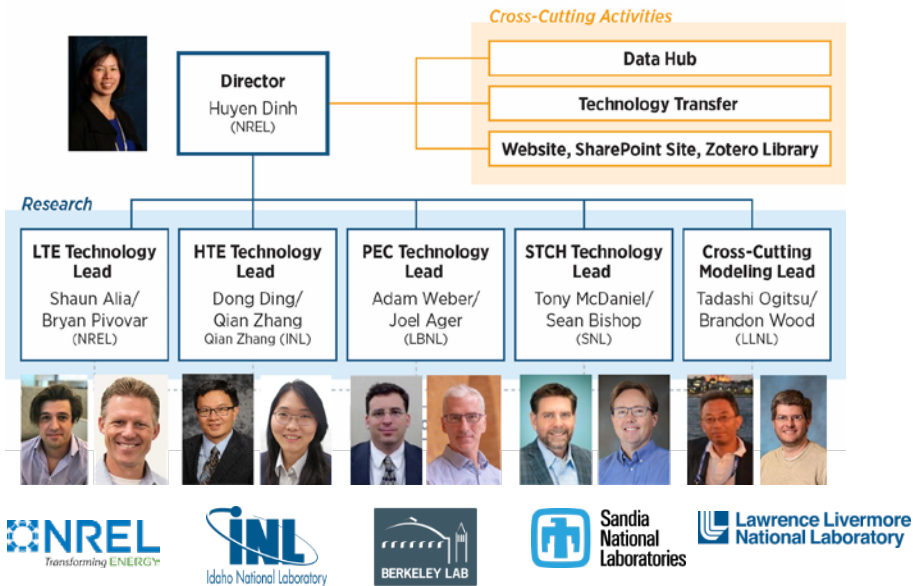 Cross-Cutting Activities
Director
Huyen Dinh
(NREL)
Data Hub
Technology Transfer
Website, SharePoint Site, Zotero Library
Research
LTE Technology
Lead
Shaun Alia/
Bryan Pivovar
(NREL)
HTE Technology
Lead
Dong Ding/
Qian Zhang
Qian Zhang (INL)
PEC Technology
Lead
Adam Weber/
Joel Ager
(LBNL)
STCH Technology
Lead
Tony McDaniel/
Sean Bishop
(SNL)
Cross-Cutting
Modeling Lead
Tadashi Ogitsu/
Brandon Wood
(LLNL)
NREL
Transforming ENERGY
INL
Idaho National Laboratory
BERKELEY LAB
Sandia
National
Laboratories
Lawrence Livermore
National Laboratory